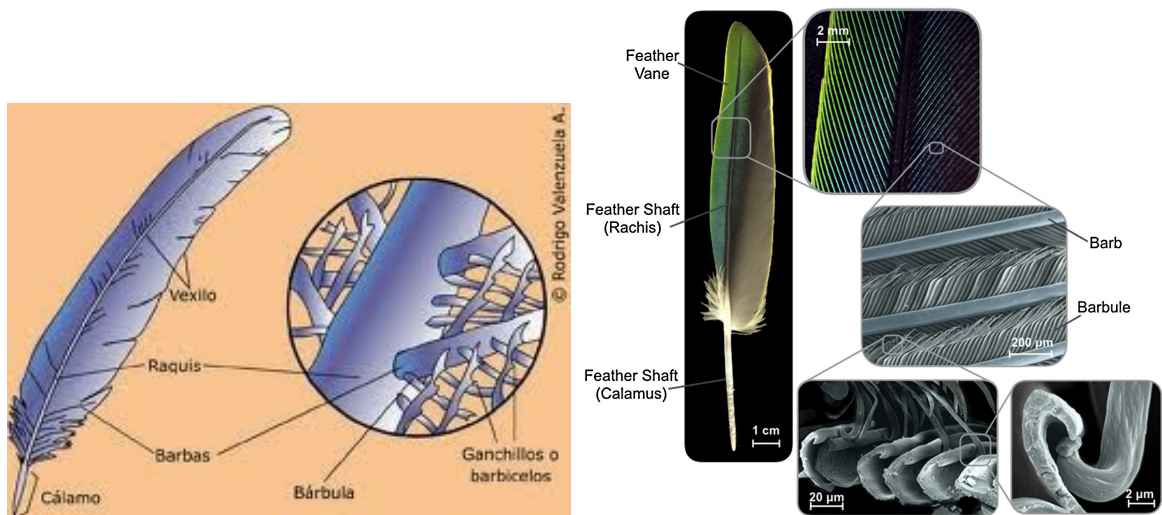 © Rodrigo Valenzuela A.
Vexilo
Raquis
Barbas
Cálamo
Bárbula
Ganchillos o
barbicelos
Feather
Vane
Feather Shaft
(Rachis)
Feather Shaft
(Calamus)
1 cm
2 mm
Barb
Barbule
200 µm
20 µm
2 µm